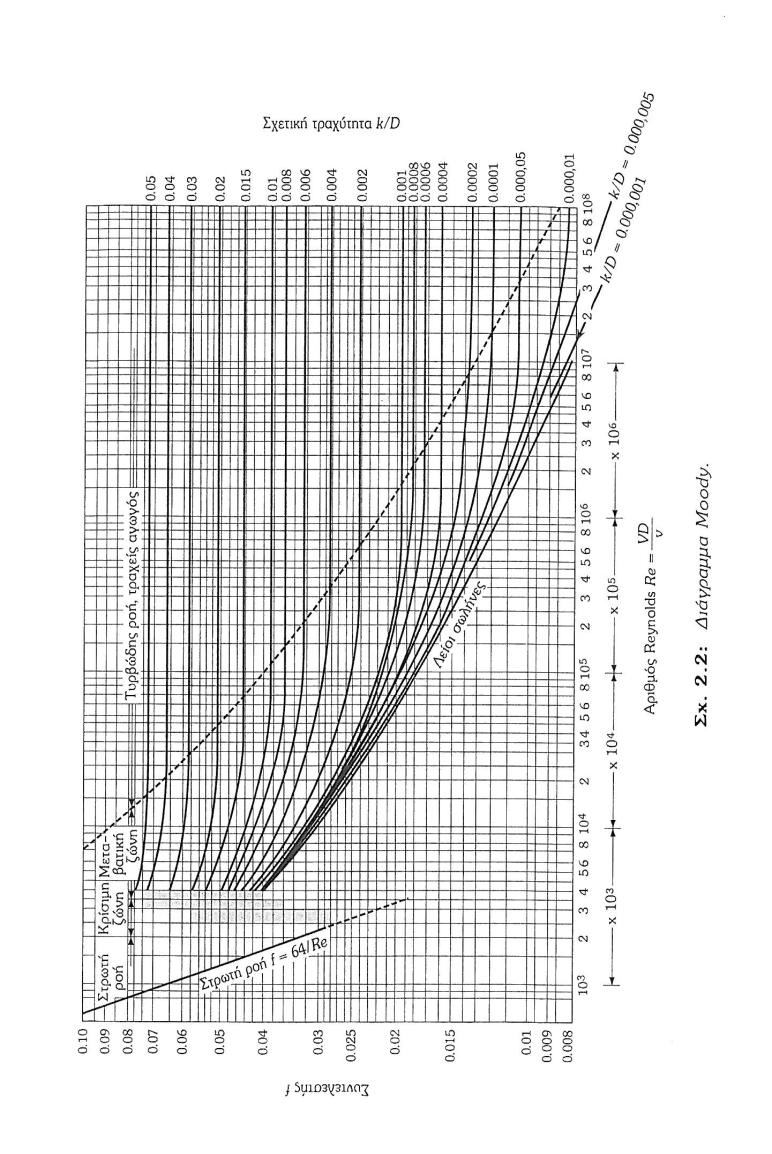 Σχετική τραχύτητα k/D
0.05
0.04
0.03
0.02
0.015
0.01
0.008
0.006
0.004
0.002
0.001
0.0008
0.0006
0.0004
0.0002
0.0001
0.000,05
0.000,01
k/D = 0.000,005
k/D = 0.000,001
Στρωτή
ροή
Κρίσιμη
ζώνη
Μετα-
βατική
ζώνη
Τυρβώδης ροή, τραχείς αγωγός
Στρωτή ροή f = 64/Re
Λείοι σωλήνες
Συντελεστής f
0.10
0.09
0.08
0.07
0.06
0.05
0.04
0.03
0.025
0.02
0.015
0.01
0.009
0.008
10³ 2 3 4 5 6 8 10⁴ 2 3 4 5 6 8 10⁵ 2 3 4 5 6 8 10⁶ 2 3 4 5 6 8 10⁷ 2 3 4 5 6 8 10⁸
x 10³ x 10⁴ x 10⁵ x 10⁶
Αριθμός Reynolds Re = VD/ν
Σχ. 2.2: Διάγραμμα Moody.